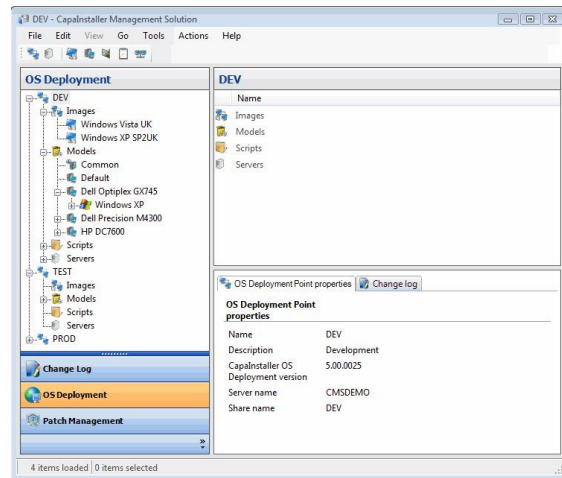 DEV - CapaInstaller Management Solution
File Edit View Go Tools Actions Help
OS Deployment
DEV
Images
Windows Vista UK
Windows XP SP2UK
Models
Common
Default
Dell Optiplex GX745
Windows XP
Dell Precision M4300
HP DC7600
Scripts
Servers
TEST
Images
Models
Scripts
Servers
PROD
Change Log
OS Deployment
Patch Management
DEV
Name
Images
Models
Scripts
Servers
OS Deployment Point properties Change log
OS Deployment Point
properties
Name DEV
Description Development
CapaInstaller OS 5.00.0025
Deployment version
Server name CMSDEMO
Share name DEV
4 items loaded 0 items selected